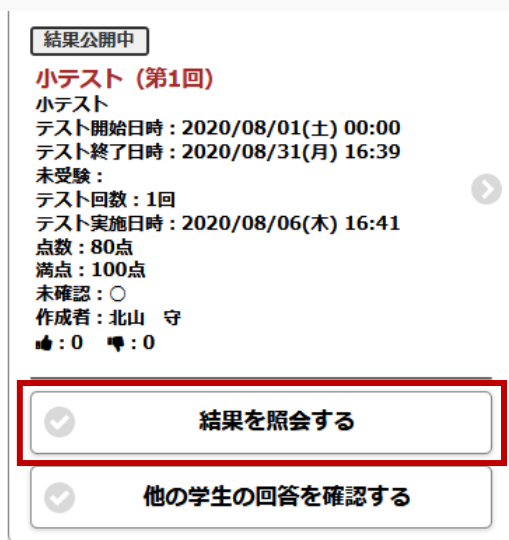 結果公開中
小テスト（第1回）
小テスト
テスト開始日時：2020/08/01(土) 00:00
テスト終了日時：2020/08/31(月) 16:39
未受験：
テスト回数：1回
テスト実施日時：2020/08/06(木) 16:41
点数：80点
満点：100点
未確認：○
作成者：北山　守
👍：0　👎：0
結果を照会する
他の学生の回答を確認する